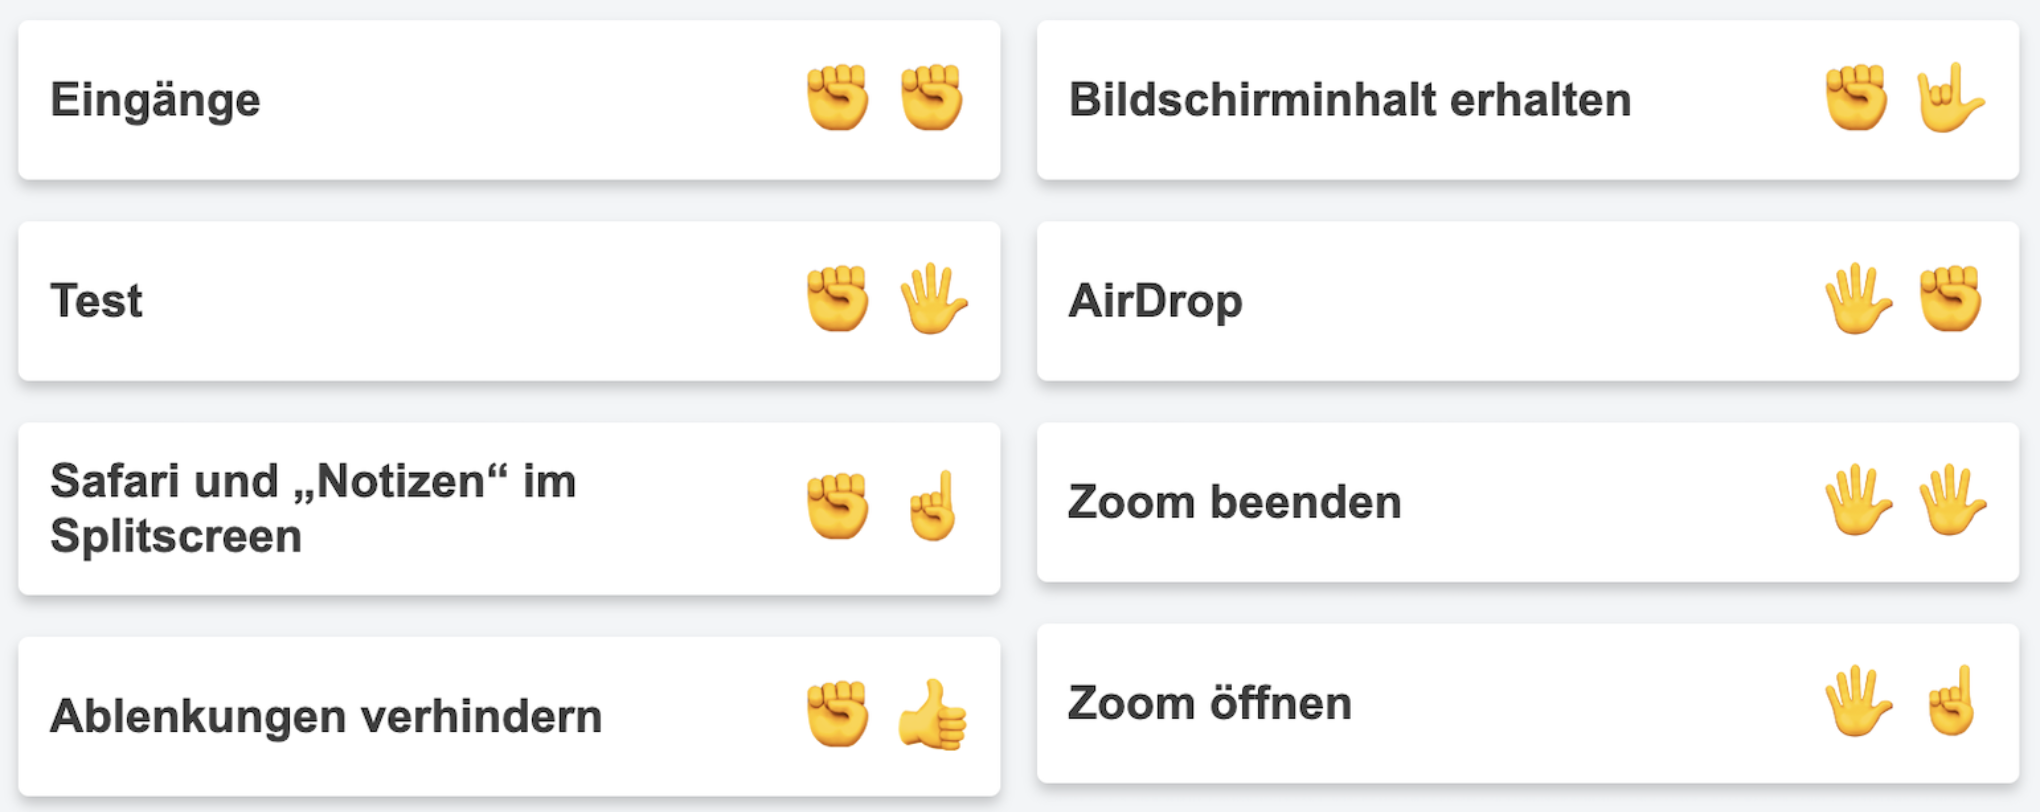 Eingänge
Bildschirminhalt erhalten
Test
AirDrop
Safari und „Notizen“ im
Splitscreen
Zoom beenden
Ablenkungen verhindern
Zoom öffnen